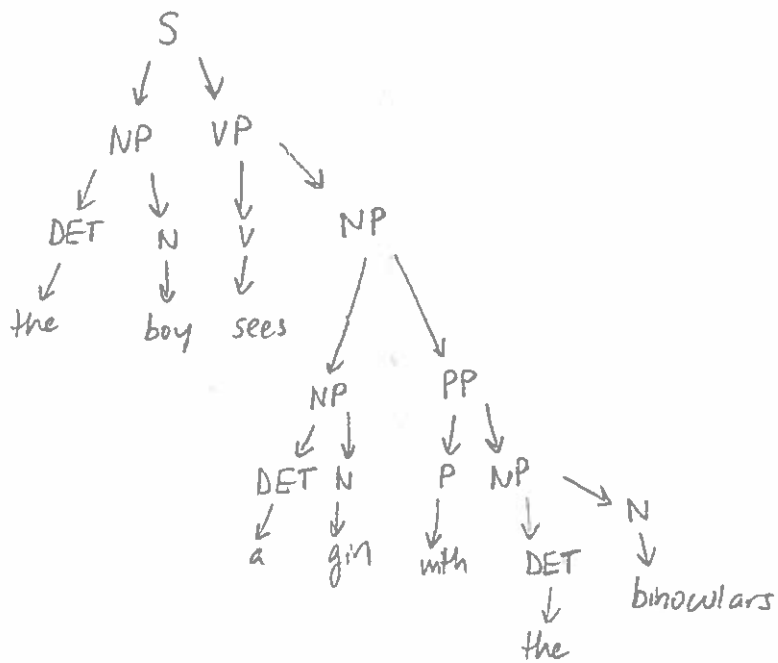 S
NP VP
DET N V NP
the boy sees
NP PP
DET N P NP N
a girl with DET binoculars
the